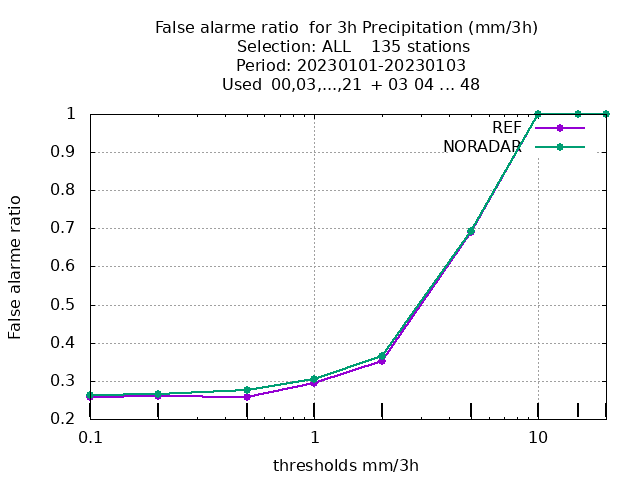 False alarme ratio  for 3h Precipitation (mm/3h)
Selection: ALL    135 stations
Period: 20230101-20230103
Used  00,03,...,21  + 03 04 ... 48
1
0.9
0.8
0.7
0.6
0.5
0.4
0.3
0.2
False alarme ratio
REF
NORADAR
0.1
1
10
thresholds mm/3h